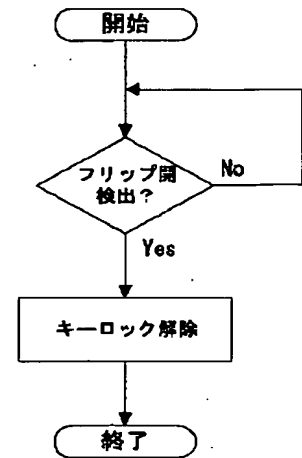 開始
フリップ開
検出？
No
Yes
キーロック解除
終了